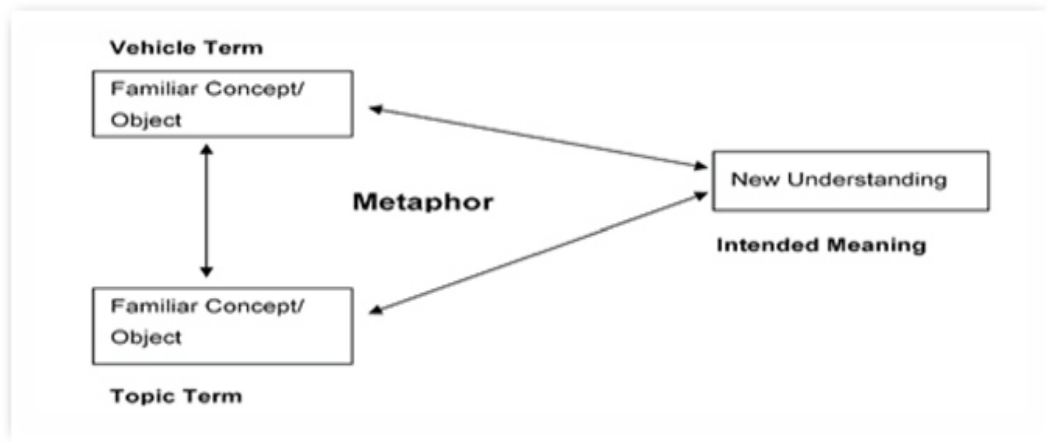 Vehicle Term
Familiar Concept/
Object
New Understanding
Metaphor
Intended Meaning
Familiar Concept/
Object
Topic Term